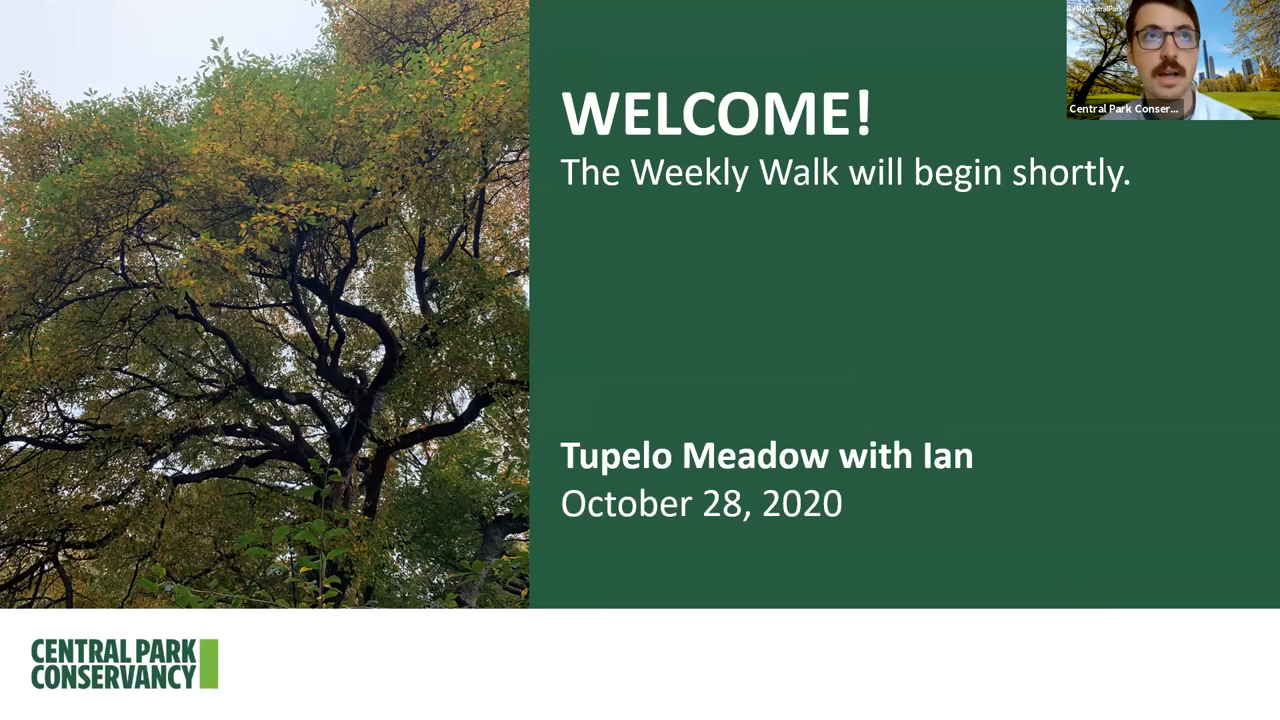 WELCOME!
The Weekly Walk will begin shortly.
#MyCentralPark
Central Park Conser...
Tupelo Meadow with Ian
October 28, 2020
CENTRAL PARK
CONSERVANCY